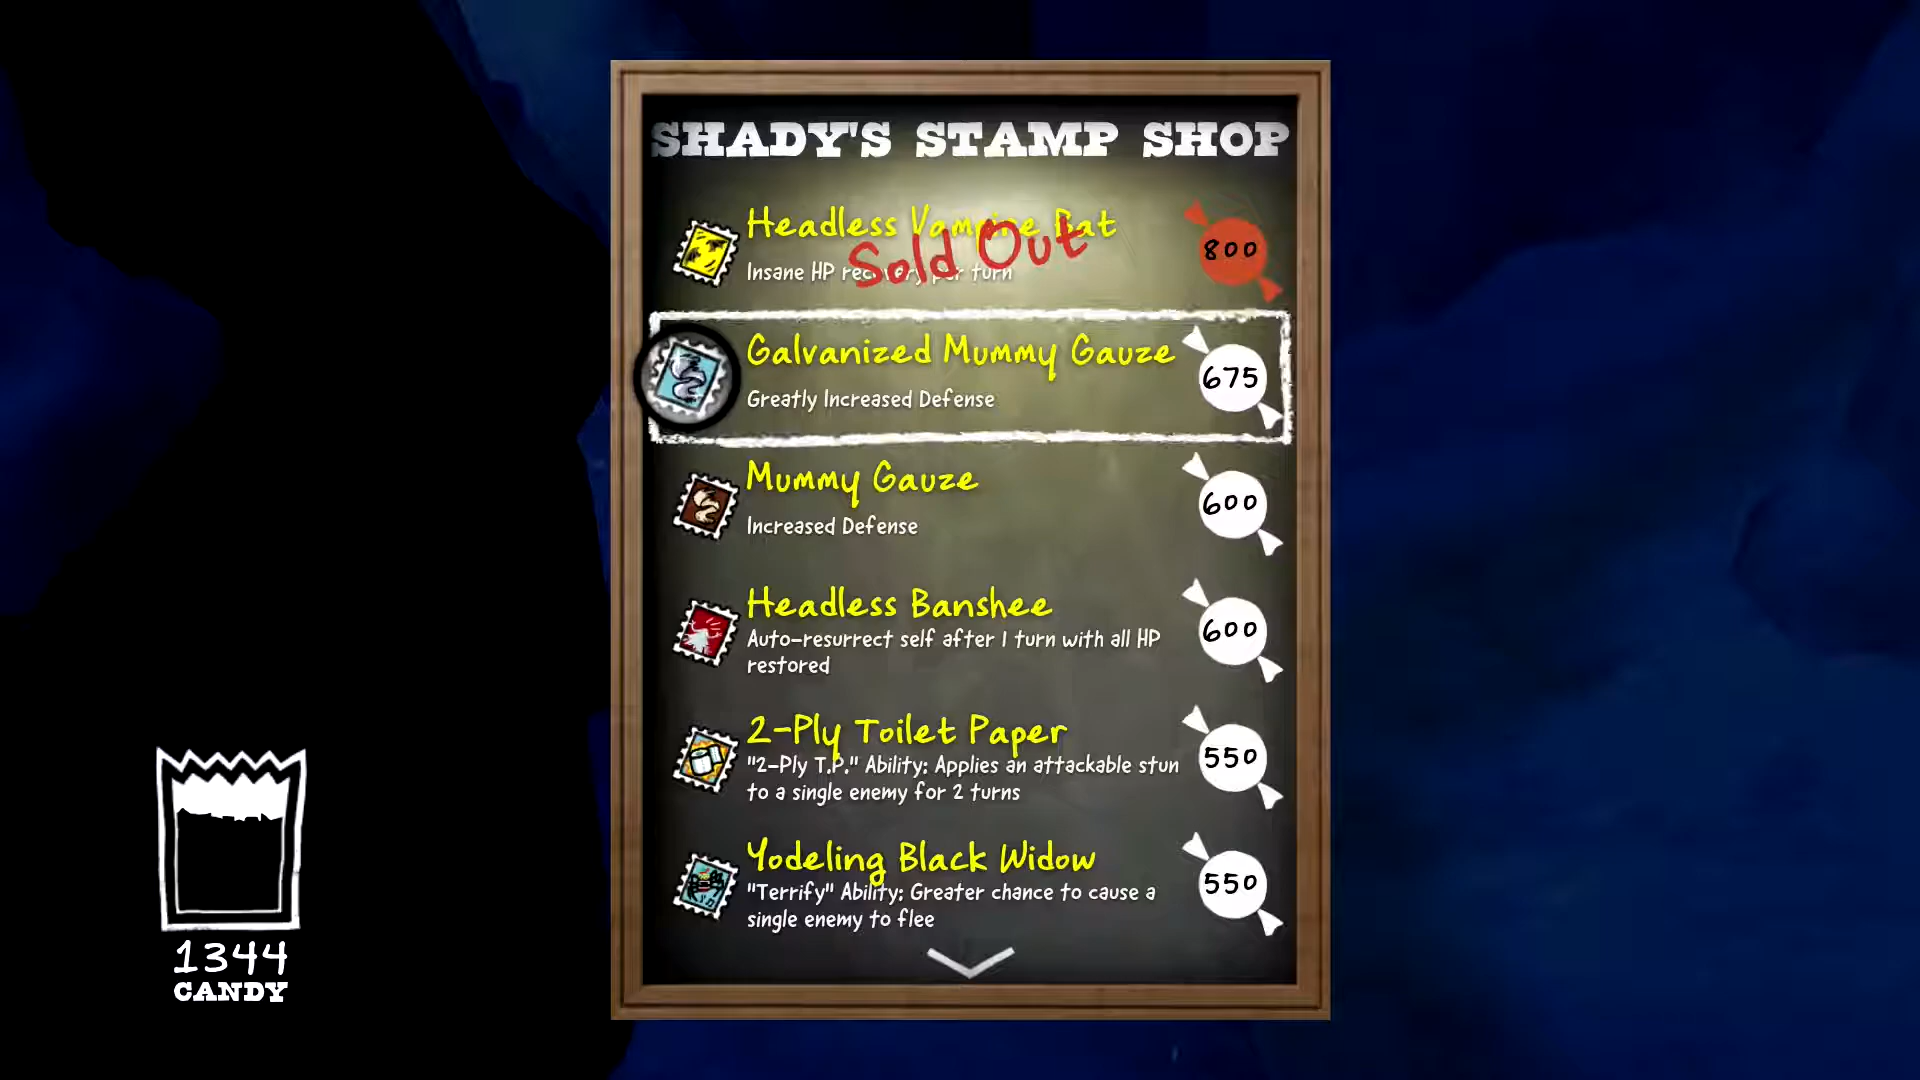 SHADY'S STAMP SHOP
Headless Vampire Bat
Sold Out
800
Insane HP recovery per turn
Galvanized Mummy Gauze
675
Greatly Increased Defense
Mummy Gauze
600
Increased Defense
Headless Banshee
600
Auto-resurrect self after 1 turn with all HP
restored
2-Ply Toilet Paper
550
"2-Ply T.P." Ability: Applies an attackable stun
to a single enemy for 2 turns
Yodeling Black Widow
550
"Terrify" Ability: Greater chance to cause a
single enemy to flee
1344
CANDY